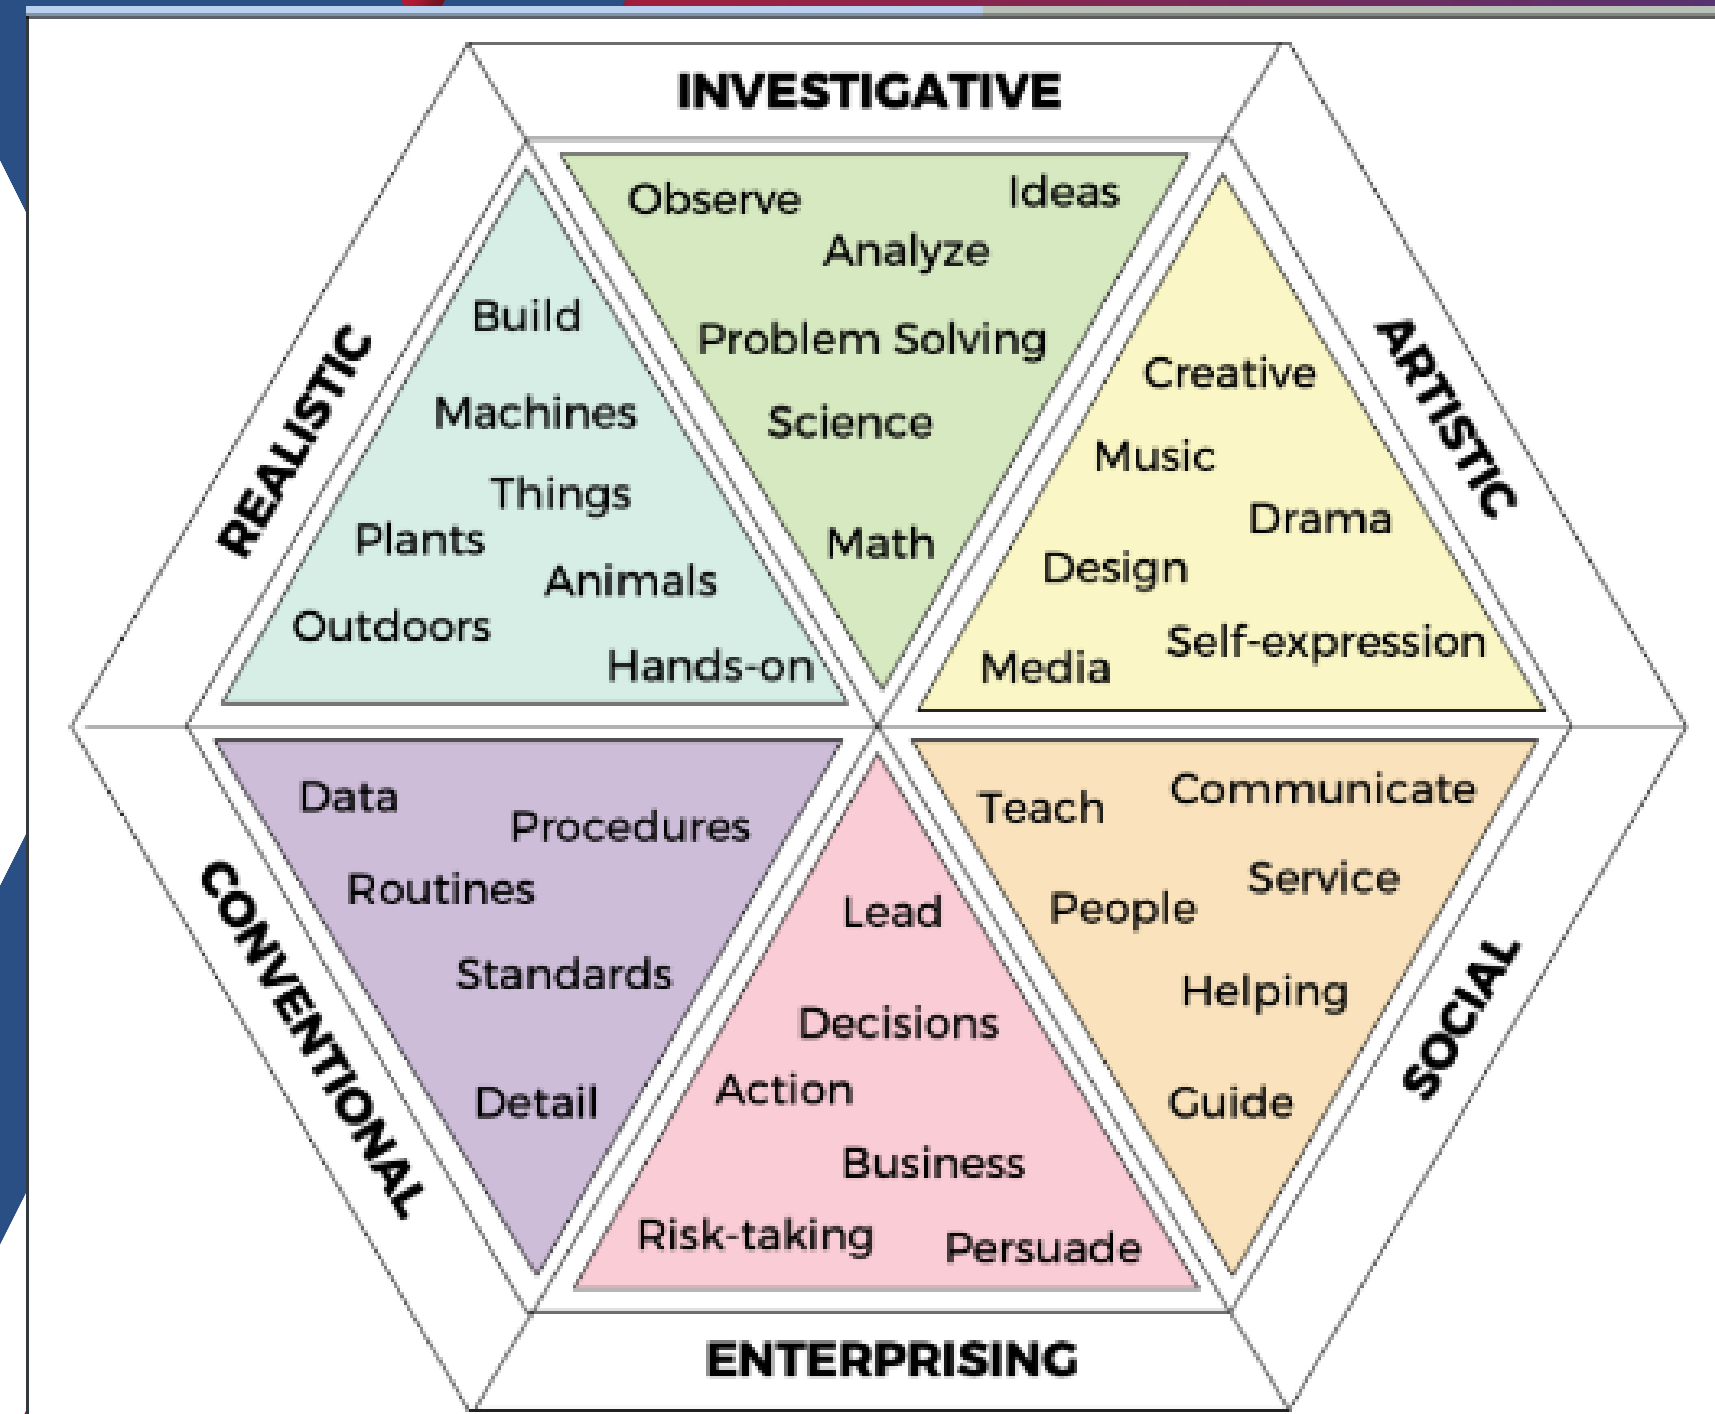 INVESTIGATIVE
Observe
Ideas
Analyze
Problem Solving
Science
Math
REALISTIC
Build
Machines
Things
Plants
Animals
Outdoors
Hands-on
ARTISTIC
Creative
Music
Drama
Design
Self-expression
Media
CONVENTIONAL
Data
Procedures
Routines
Standards
Detail
ENTERPRISING
Lead
Decisions
Action
Business
Risk-taking
Persuade
SOCIAL
Teach
Communicate
Service
People
Helping
Guide